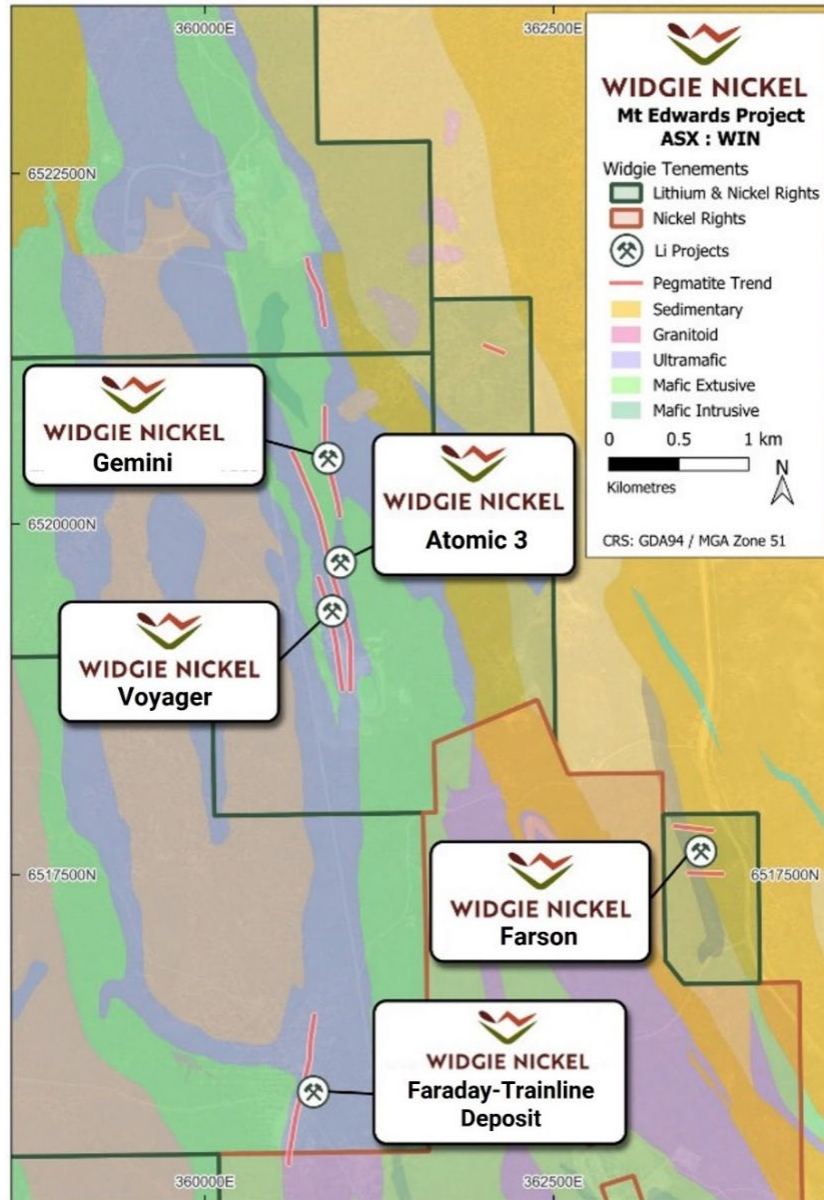 360000E
362500E
WIDGIE NICKEL
Mt Edwards Project
ASX : WIN
Widgie Tenements
Lithium & Nickel Rights
Nickel Rights
Li Projects
Pegmatite Trend
Sedimentary
Granitoid
Ultramafic
Mafic Extusive
Mafic Intrusive
0 0.5 1 km
Kilometres
N
CRS: GDA94 / MGA Zone 51
6522500N
WIDGIE NICKEL
Gemini
WIDGIE NICKEL
Atomic 3
6520000N
WIDGIE NICKEL
Voyager
WIDGIE NICKEL
Farson
6517500N
6517500N
WIDGIE NICKEL
Faraday-Trainline
Deposit
360000E
362500E